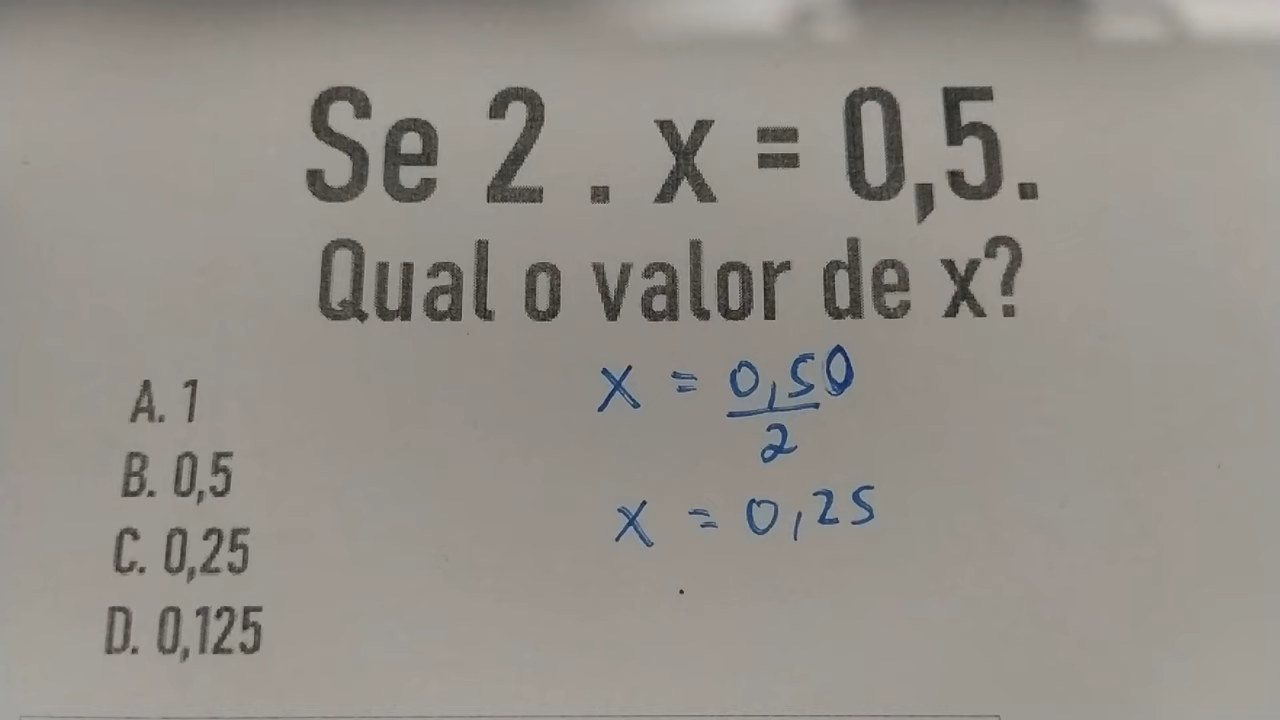 Se 2 . x = 0,5.
Qual o valor de x?
A. 1
B. 0,5
C. 0,25
D. 0,125
x = 0,50
2
x = 0,25